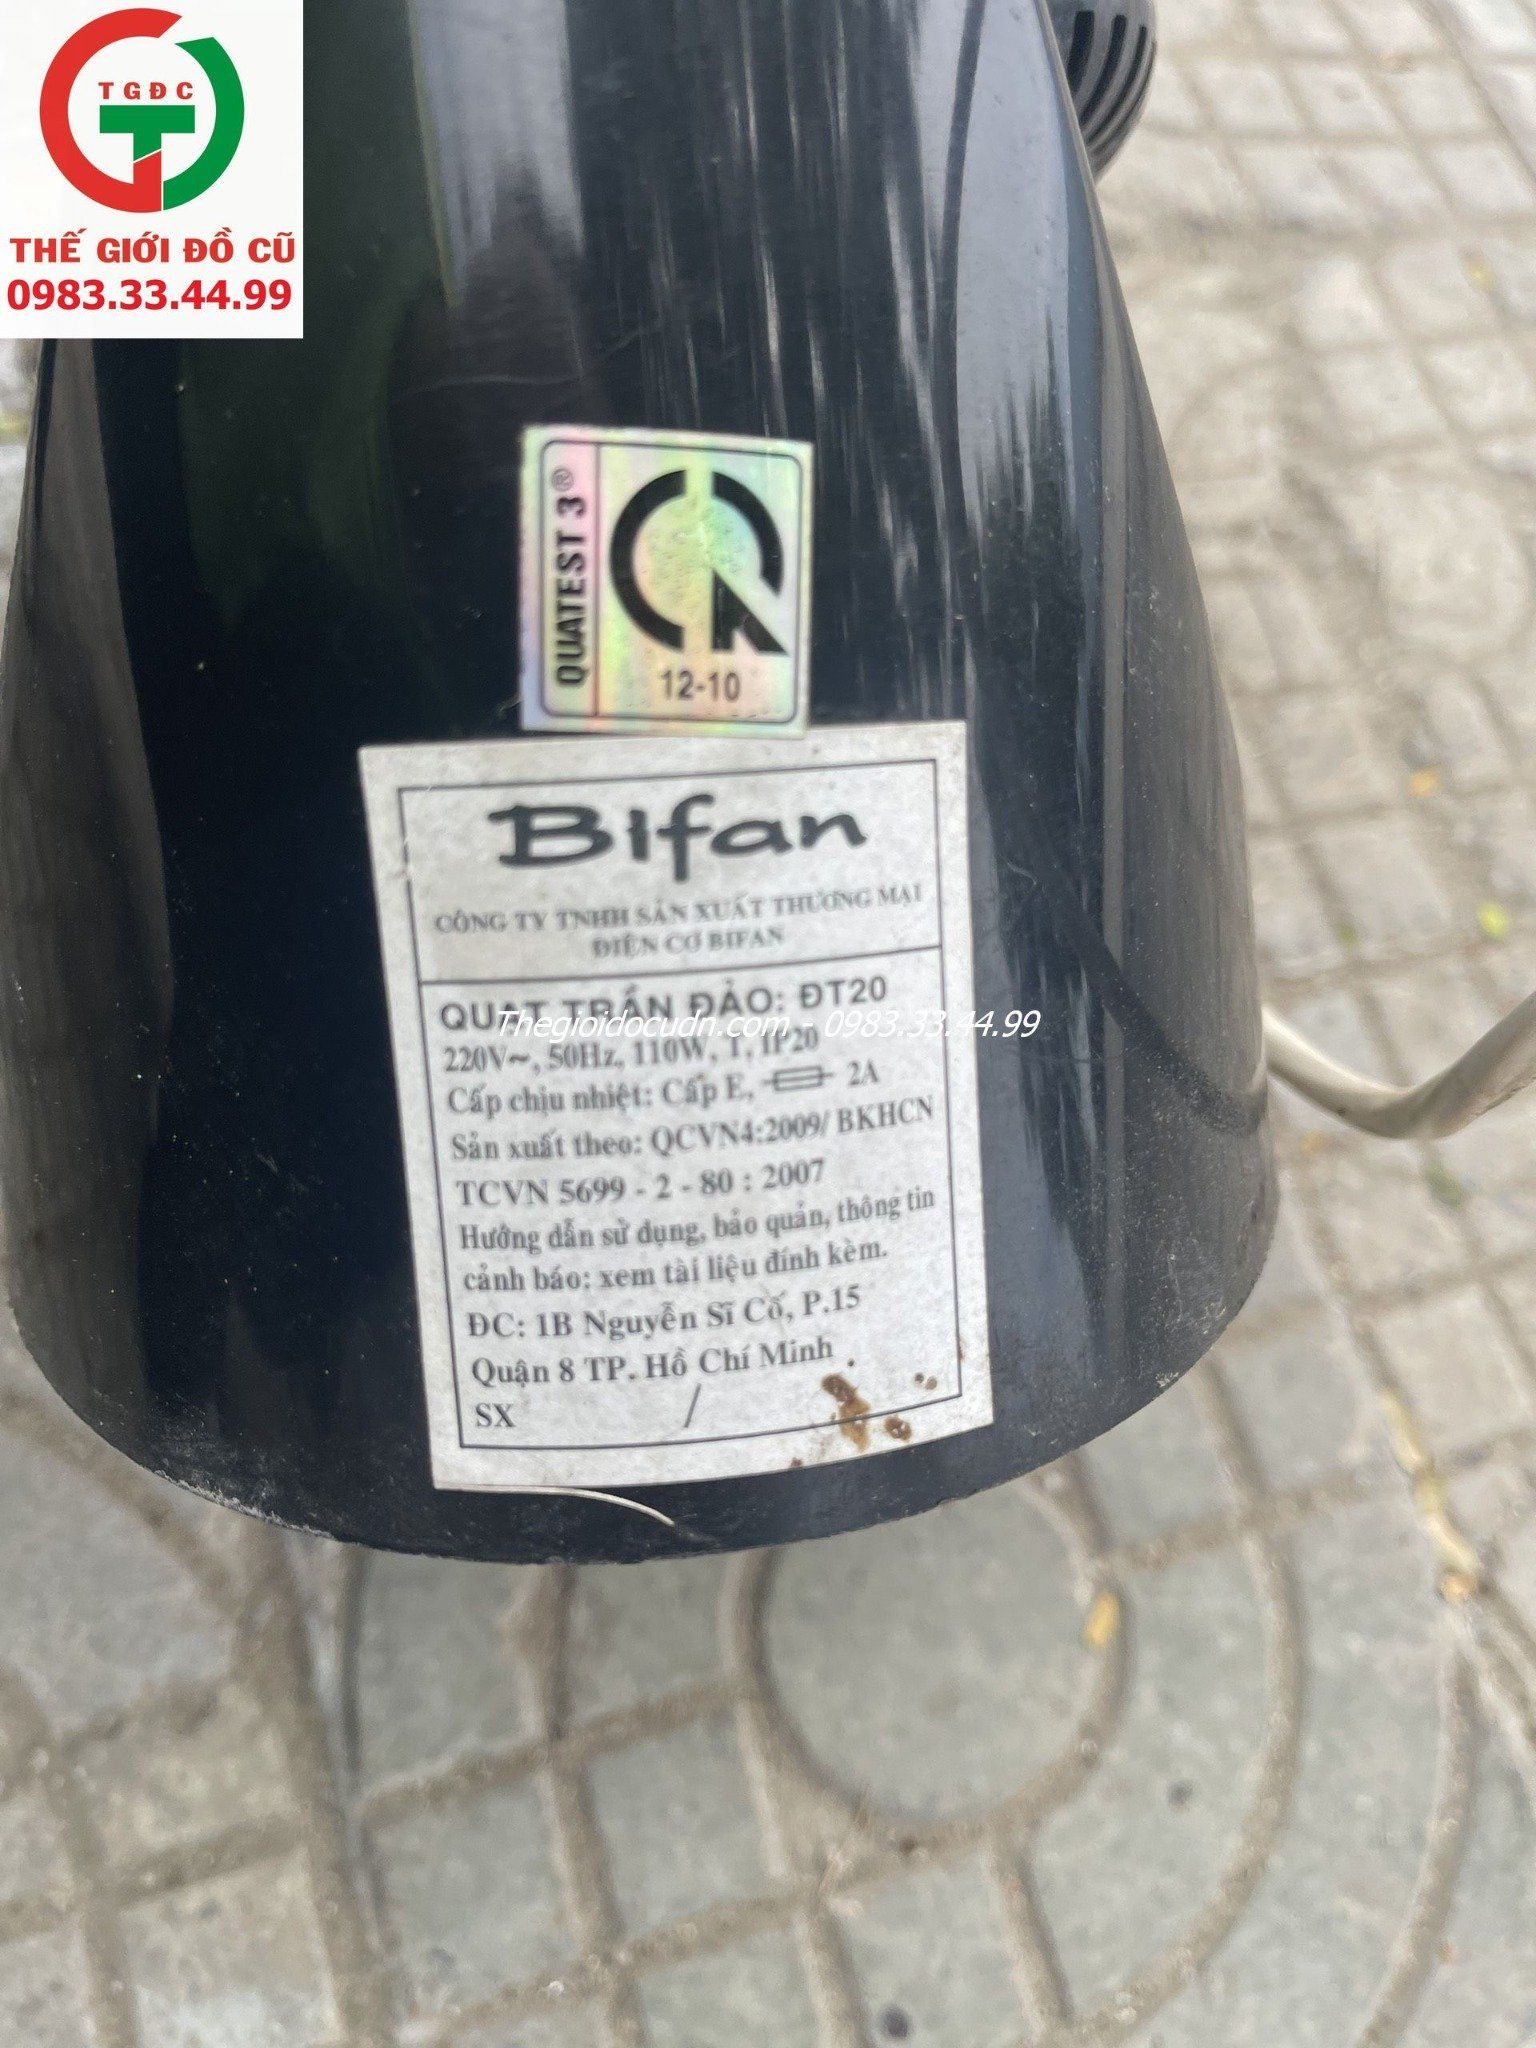 TGĐC
THẾ GIỚI ĐỒ CŨ
0983.33.44.99
QUATEST 3®
12-10
Bifan
CÔNG TY TNHH SẢN XUẤT THƯƠNG MẠI
ĐIỆN CƠ BIFAN
QUẠT TRẦN ĐẢO: ĐT20
Thegioidocudn.com - 0983.33.44.99
220V~, 50Hz, 110W, T, IP20
Cấp chịu nhiệt: Cấp E, 2A
Sản xuất theo: QCVN4:2009/ BKHCN
TCVN 5699 - 2 - 80 : 2007
Hướng dẫn sử dụng, bảo quản, thông tin
cảnh báo: xem tài liệu đính kèm.
ĐC: 1B Nguyễn Sĩ Cố, P.15
Quận 8 TP. Hồ Chí Minh
SX /